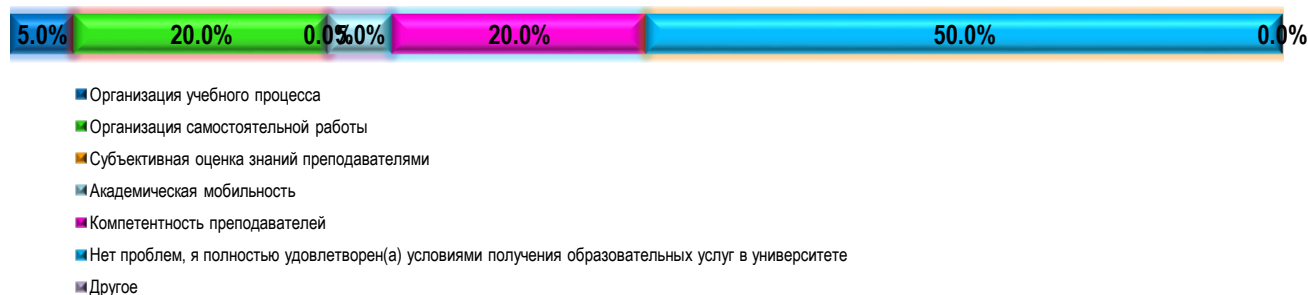 5.0% 20.0% 0.0% 5.0% 20.0% 50.0% 0.0%
Организация учебного процесса
Организация самостоятельной работы
Субъективная оценка знаний преподавателями
Академическая мобильность
Компетентность преподавателей
Нет проблем, я полностью удовлетворен(а) условиями получения образовательных услуг в университете
Другое